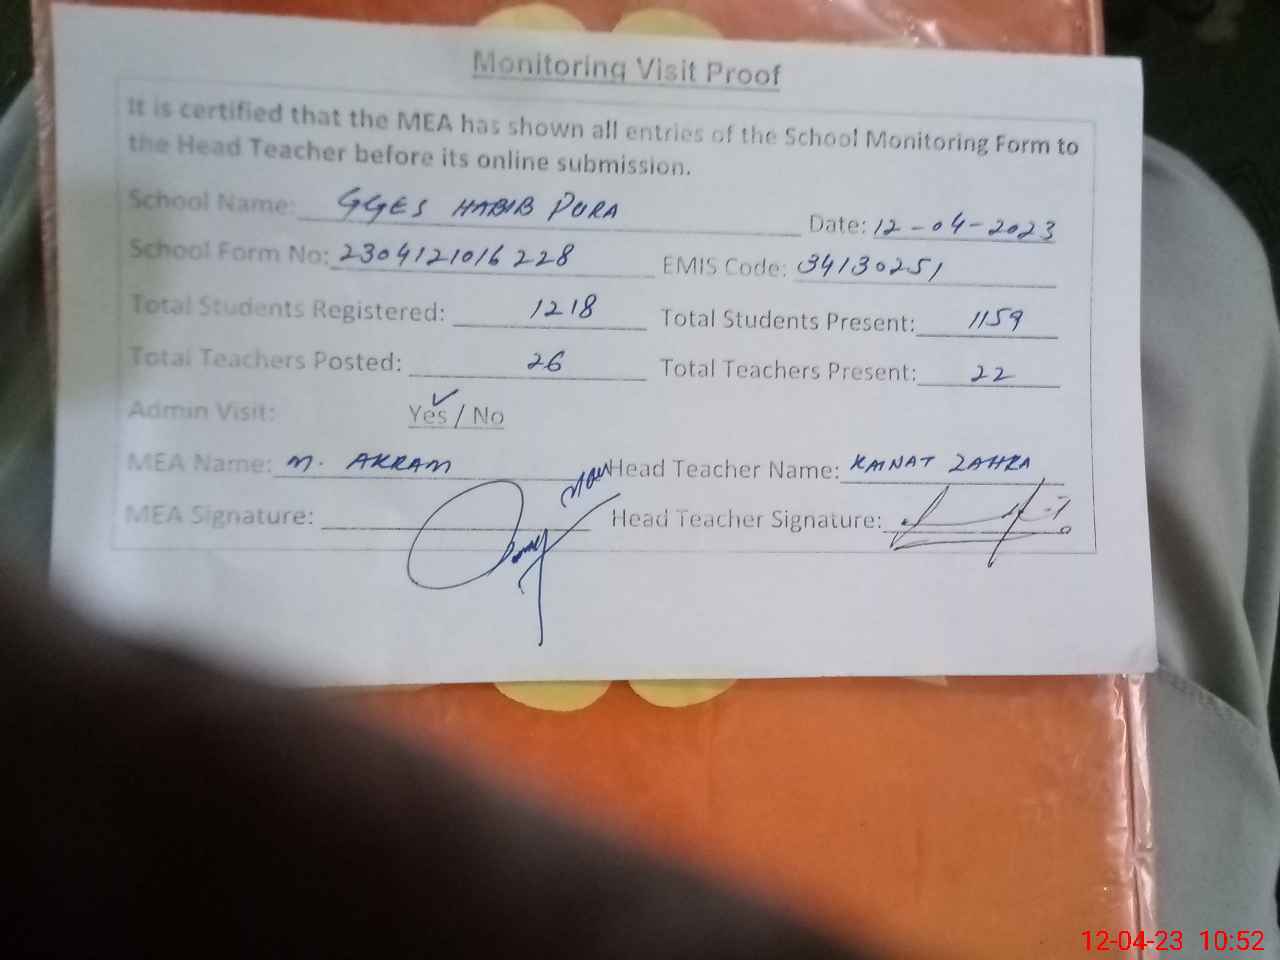 Monitoring Visit Proof
It is certified that the MEA has shown all entries of the School Monitoring Form to
the Head Teacher before its online submission.
School Name: GGES HABIB PURA Date: 12-04-2023
School Form No: 2304121016228 EMIS Code: 34130251
Total Students Registered: 1218 Total Students Present: 1159
Total Teachers Posted: 26 Total Teachers Present: 22
Admin Visit: Yes / No
MEA Name: M. AKRAM Head Teacher Name: KAINAT ZAHRA
MEA Signature: Head Teacher Signature:
12-04-23 10:52